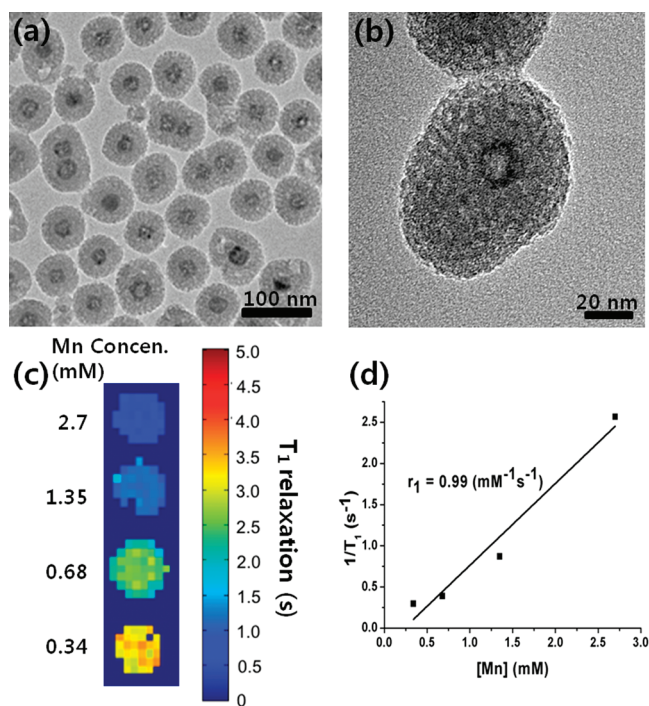 (a)
100 nm
(b)
20 nm
(c)
Mn Concen.
(mM)
2.7
1.35
0.68
0.34
5.0
4.5
4.0
3.5
3.0
2.5
2.0
1.5
1.0
0.5
0
T₁ relaxation (s)
(d)
2.5
2.0
1.5
1.0
0.5
0.0
1/T₁ (s⁻¹)
r₁ = 0.99 (mM⁻¹s⁻¹)
0.0 0.5 1.0 1.5 2.0 2.5 3.0
[Mn] (mM)